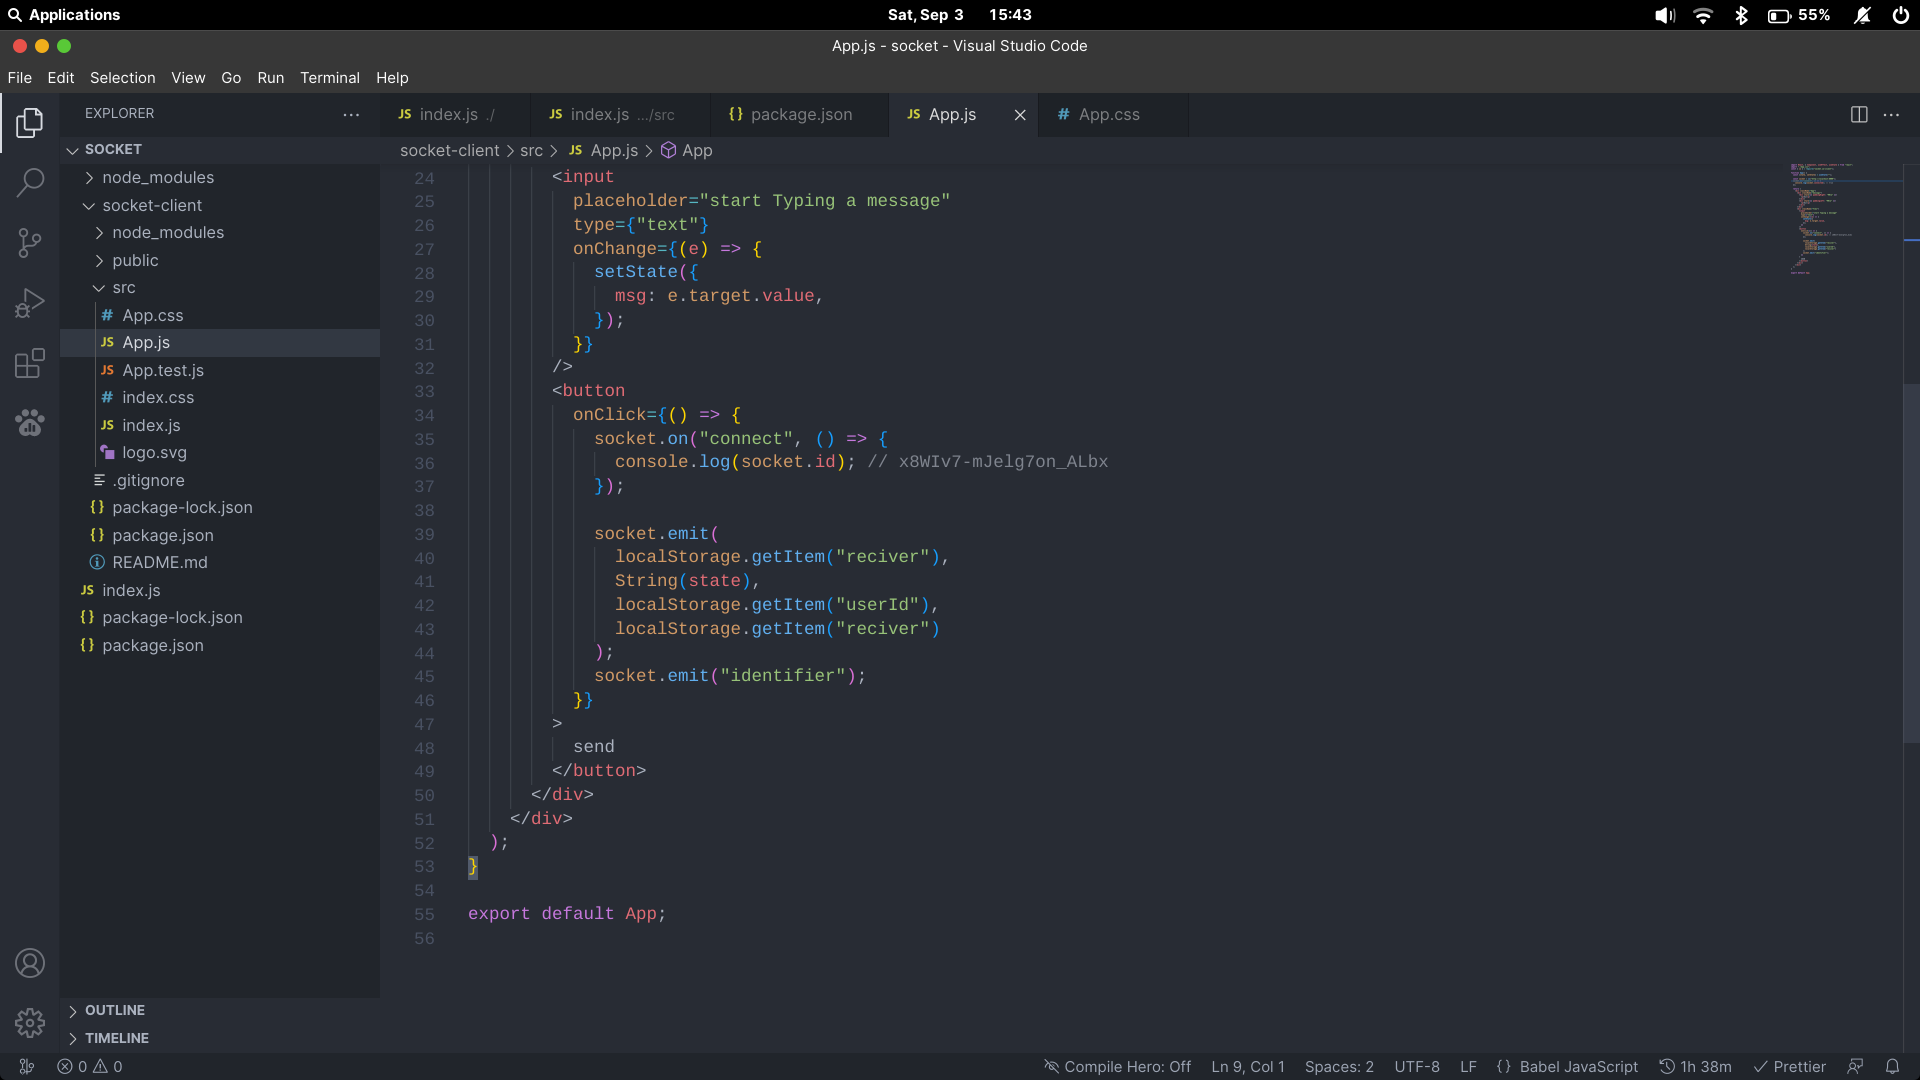 Applications
Sat, Sep 3 15:43
55%
App.js - socket - Visual Studio Code
File Edit Selection View Go Run Terminal Help
EXPLORER
SOCKET
node_modules
socket-client
node_modules
public
src
# App.css
JS App.js
JS App.test.js
# index.css
JS index.js
logo.svg
.gitignore
{} package-lock.json
{} package.json
README.md
JS index.js
{} package-lock.json
{} package.json
OUTLINE
TIMELINE
JS index.js ./ JS index.js .../src {} package.json JS App.js # App.css
socket-client > src > JS App.js > App
24 <input
25 placeholder="start Typing a message"
26 type={"text"}
27 onChange={(e) => {
28 setState({
29 msg: e.target.value,
30 });
31 }}
32 />
33 <button
34 onClick={() => {
35 socket.on("connect", () => {
36 console.log(socket.id); // x8WIv7-mJelg7on_ALbx
37 });
38
39 socket.emit(
40 localStorage.getItem("reciver"),
41 String(state),
42 localStorage.getItem("userId"),
43 localStorage.getItem("reciver")
44 );
45 socket.emit("identifier");
46 }}
47 >
48 send
49 </button>
50 </div>
51 </div>
52 );
53 }
54
55 export default App;
56
0 0 Compile Hero: Off Ln 9, Col 1 Spaces: 2 UTF-8 LF {} Babel JavaScript 1h 38m Prettier